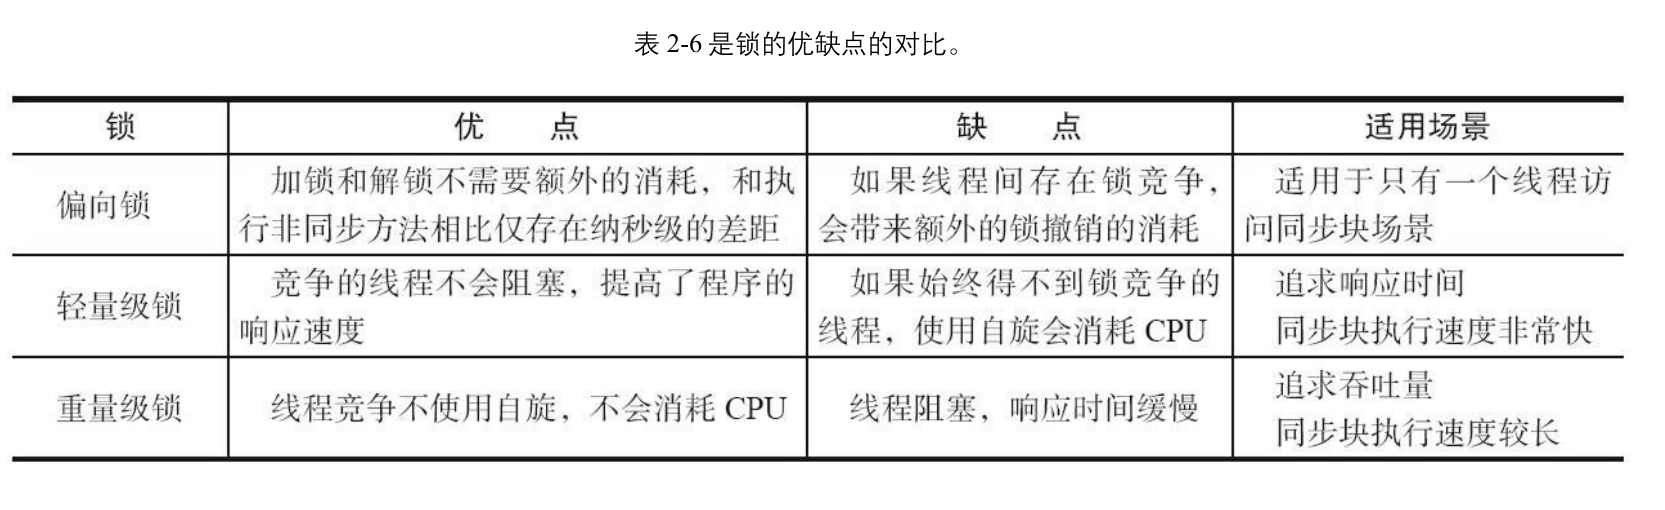 表 2-6 是锁的优缺点的对比。
锁 优 点 缺 点 适用场景
偏向锁
加锁和解锁不需要额外的消耗，和执
行非同步方法相比仅存在纳秒级的差距
如果线程间存在锁竞争，
会带来额外的锁撤销的消耗
适用于只有一个线程访
问同步块场景
轻量级锁
竞争的线程不会阻塞，提高了程序的
响应速度
如果始终得不到锁竞争的
线程，使用自旋会消耗 CPU
追求响应时间
同步块执行速度非常快
重量级锁
线程竞争不使用自旋，不会消耗 CPU
线程阻塞，响应时间缓慢
追求吞吐量
同步块执行速度较长